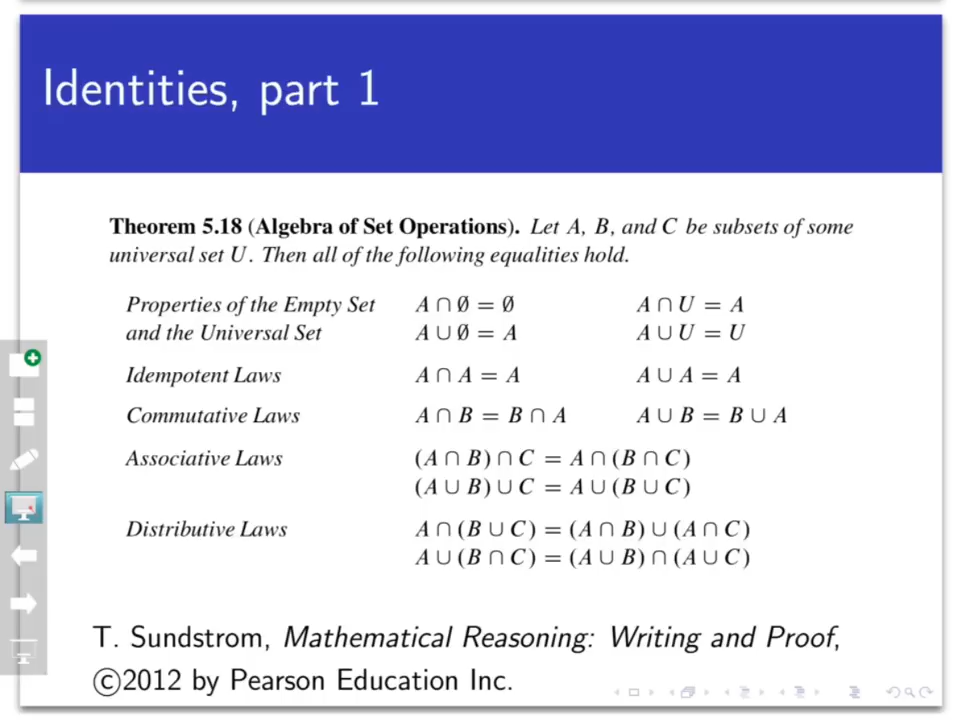 Identities, part 1
Theorem 5.18 (Algebra of Set Operations). Let A, B, and C be subsets of some
universal set U. Then all of the following equalities hold.
Properties of the Empty Set A ∩ ∅ = ∅ A ∩ U = A
and the Universal Set A ∪ ∅ = A A ∪ U = U
Idempotent Laws A ∩ A = A A ∪ A = A
Commutative Laws A ∩ B = B ∩ A A ∪ B = B ∪ A
Associative Laws (A ∩ B) ∩ C = A ∩ (B ∩ C)
(A ∪ B) ∪ C = A ∪ (B ∪ C)
Distributive Laws A ∩ (B ∪ C) = (A ∩ B) ∪ (A ∩ C)
A ∪ (B ∩ C) = (A ∪ B) ∩ (A ∪ C)
T. Sundstrom, Mathematical Reasoning: Writing and Proof,
©2012 by Pearson Education Inc.